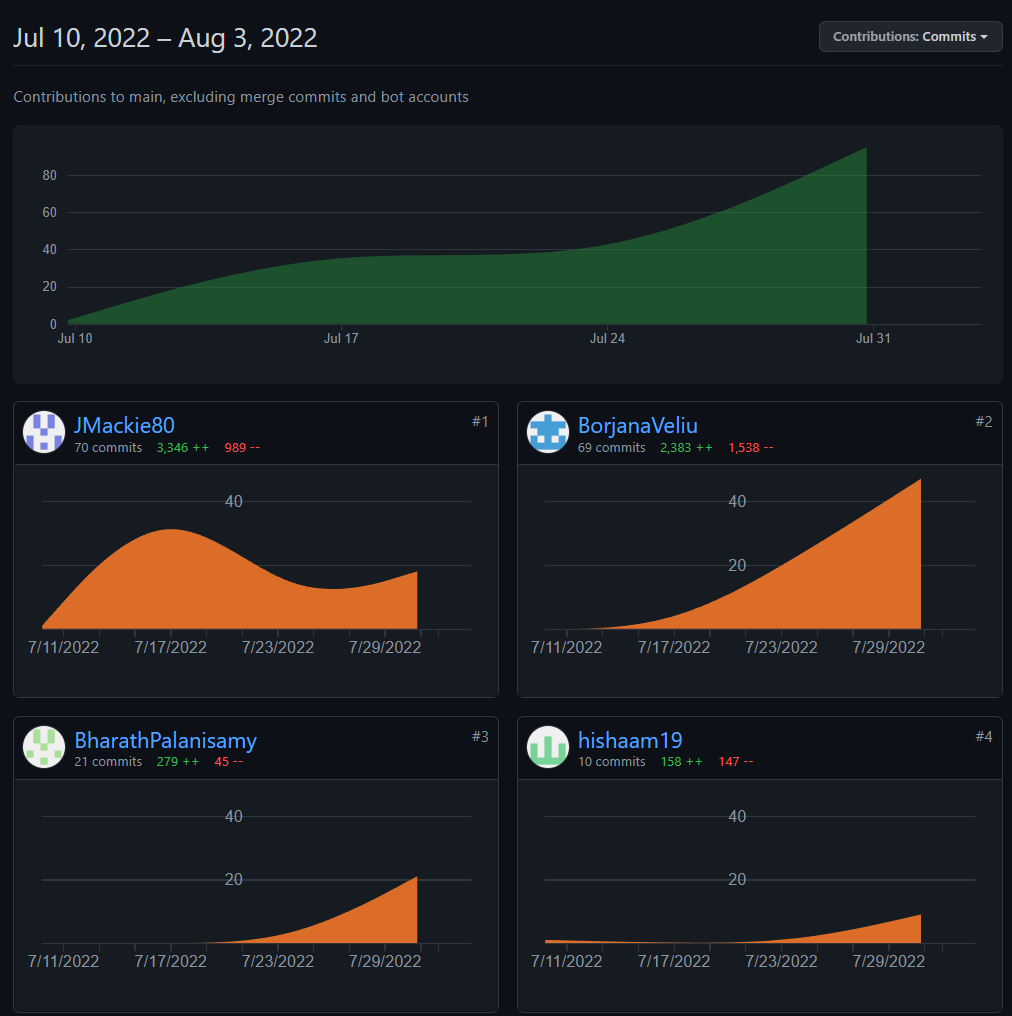 Jul 10, 2022 – Aug 3, 2022
Contributions: Commits
Contributions to main, excluding merge commits and bot accounts
80
60
40
20
0
Jul 10 Jul 17 Jul 24 Jul 31
JMackie80 #1
70 commits 3,346 ++ 989 --
40
7/11/2022 7/17/2022 7/23/2022 7/29/2022
BorjanaVeliu #2
69 commits 2,383 ++ 1,538 --
40
20
7/11/2022 7/17/2022 7/23/2022 7/29/2022
BharathPalanisamy #3
21 commits 279 ++ 45 --
40
20
7/11/2022 7/17/2022 7/23/2022 7/29/2022
hishaam19 #4
10 commits 158 ++ 147 --
40
20
7/11/2022 7/17/2022 7/23/2022 7/29/2022